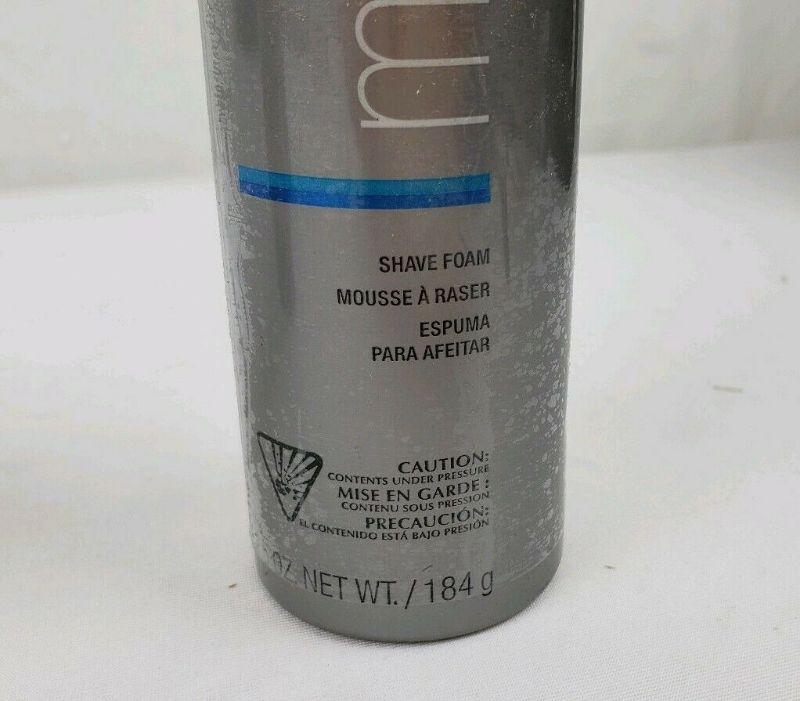 m
SHAVE FOAM
MOUSSE À RASER
ESPUMA
PARA AFEITAR
CAUTION:
CONTENTS UNDER PRESSURE
MISE EN GARDE :
CONTENU SOUS PRESSION
PRECAUCIÓN:
EL CONTENIDO ESTÁ BAJO PRESIÓN
OZ. NET WT. / 184 g